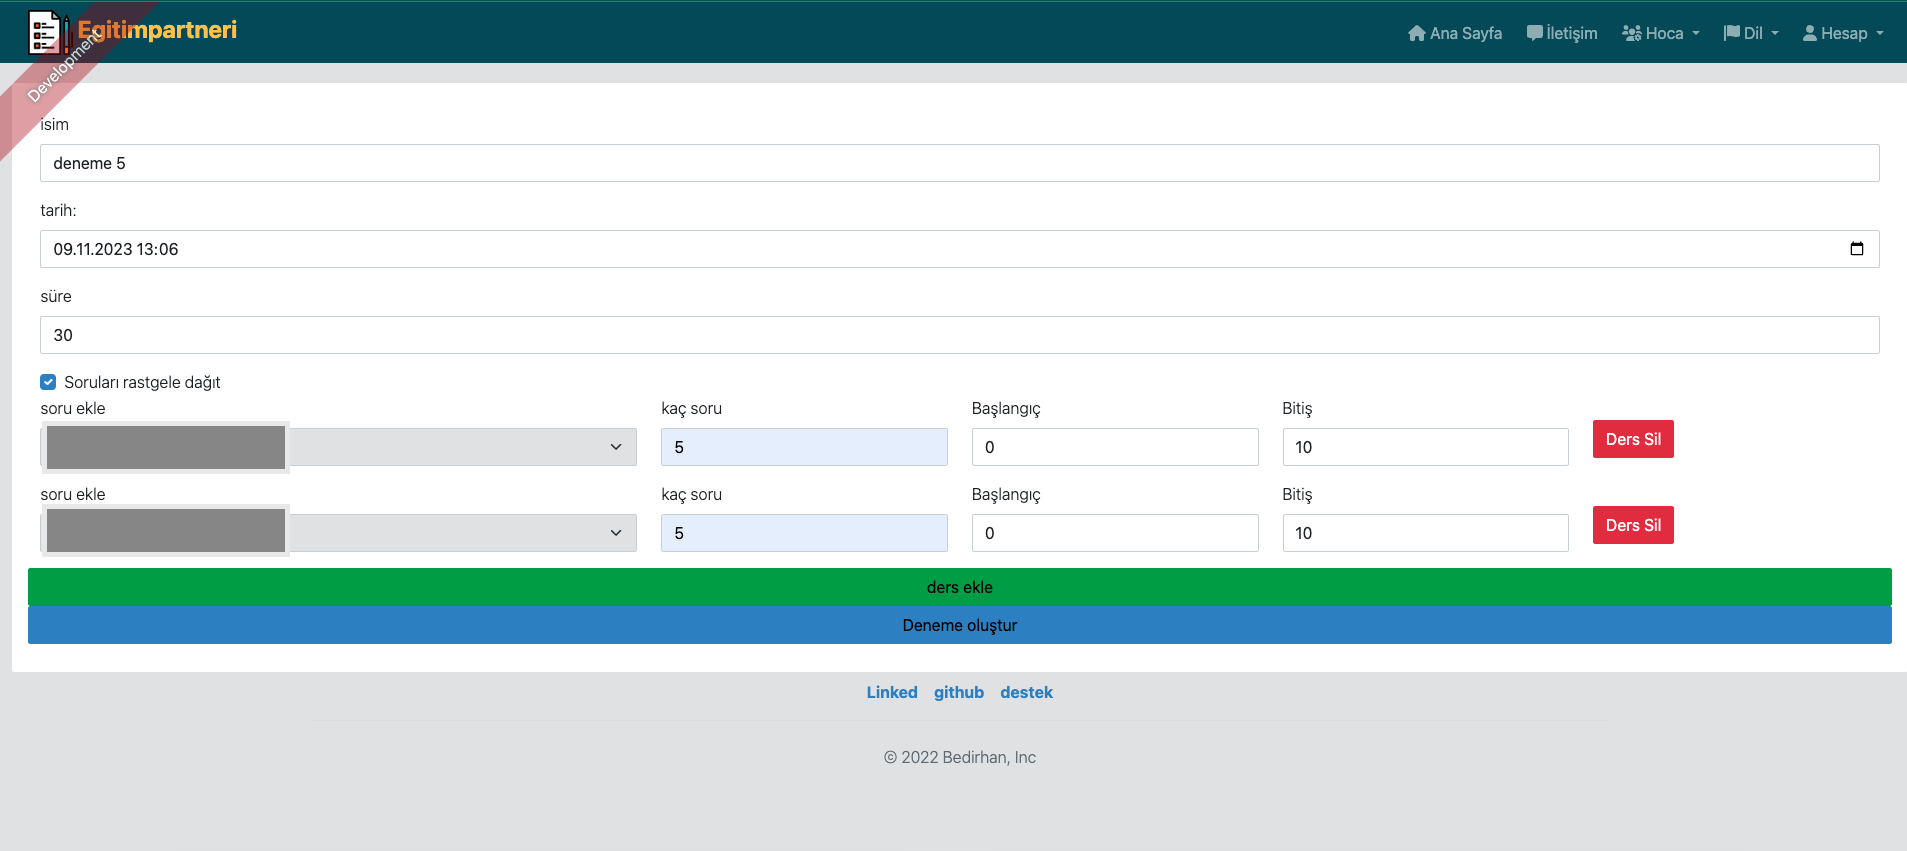 Egitimpartneri
Development
Ana Sayfa İletişim Hoca Dil Hesap
isim
deneme 5
tarih:
09.11.2023 13:06
süre
30
Soruları rastgele dağıt
soru ekle kaç soru Başlangıç Bitiş
5 0 10 Ders Sil
soru ekle kaç soru Başlangıç Bitiş
5 0 10 Ders Sil
ders ekle
Deneme oluştur
Linked github destek
© 2022 Bedirhan, Inc